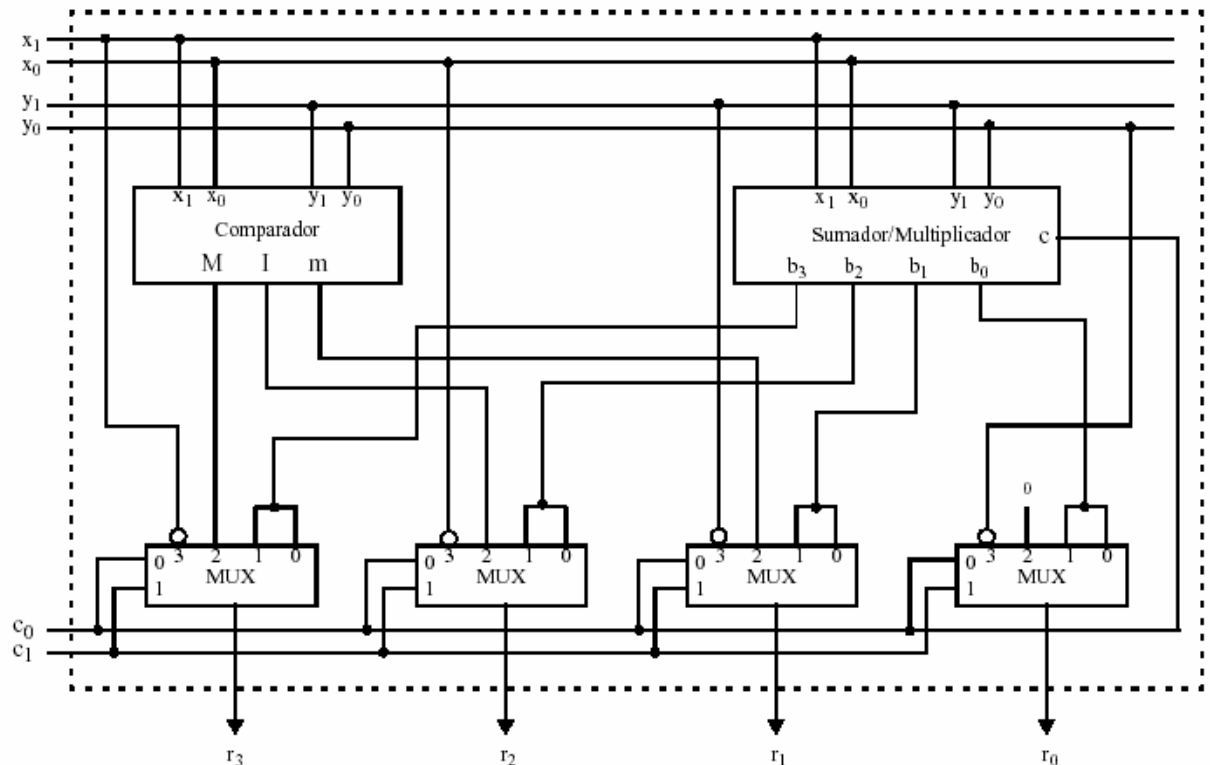 x₁
x₀
y₁
y₀
x₁ x₀ y₁ y₀
Comparador
M I m
x₁ x₀ y₁ y₀
Sumador/Multiplicador c
b₃ b₂ b₁ b₀
0
3 2 1 0
0 MUX
1
3 2 1 0
0 MUX
1
3 2 1 0
0 MUX
1
3 2 1 0
0 MUX
1
c₀
c₁
r₃ r₂ r₁ r₀